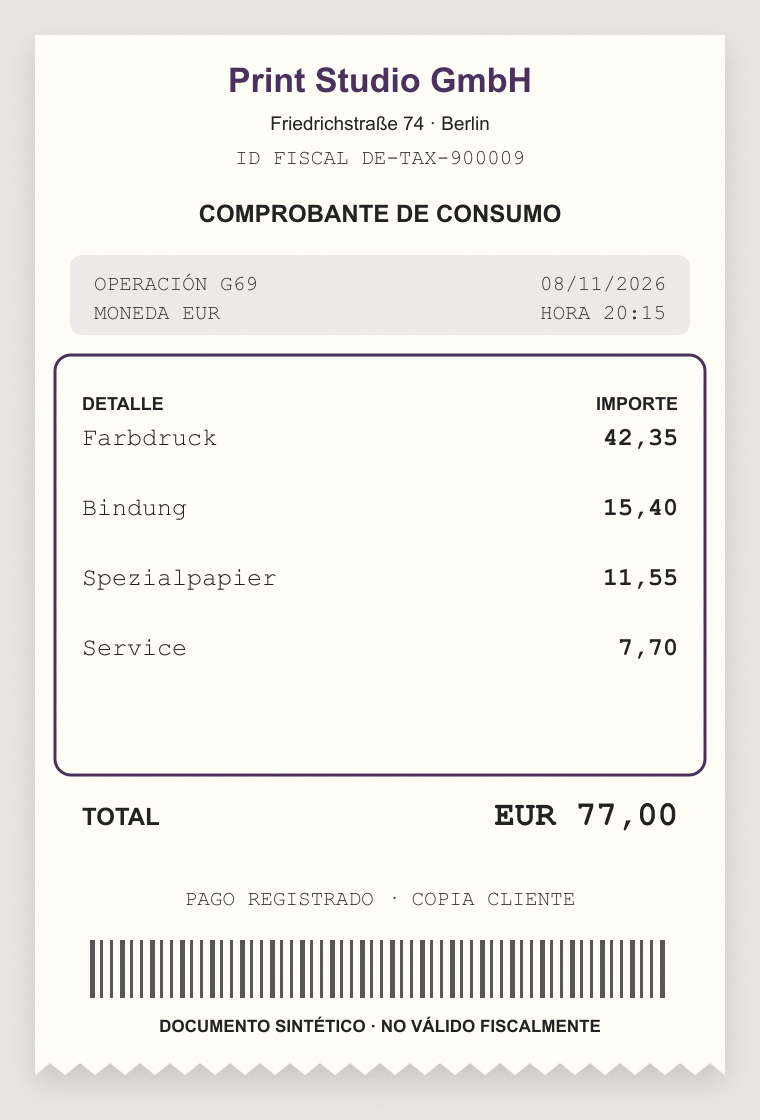 Print Studio GmbH
Friedrichstraße 74 · Berlin
ID FISCAL DE-TAX-900009
COMPROBANTE DE CONSUMO
OPERACIÓN G69 08/11/2026
MONEDA EUR HORA 20:15
DETALLE IMPORTE
Farbdruck 42,35
Bindung 15,40
Spezialpapier 11,55
Service 7,70
TOTAL EUR 77,00
PAGO REGISTRADO · COPIA CLIENTE
DOCUMENTO SINTÉTICO · NO VÁLIDO FISCALMENTE